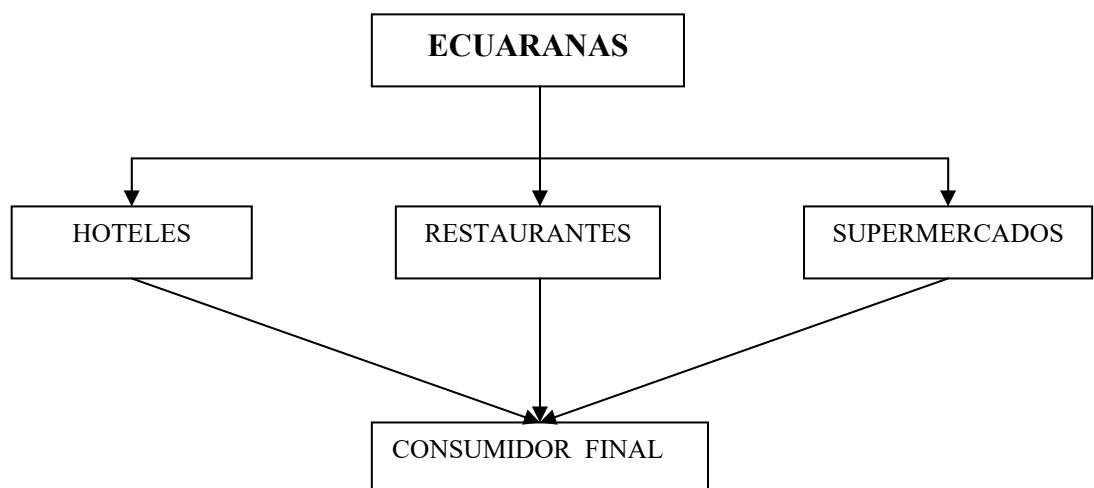 ECUARANAS
HOTELES
RESTAURANTES
SUPERMERCADOS
CONSUMIDOR FINAL